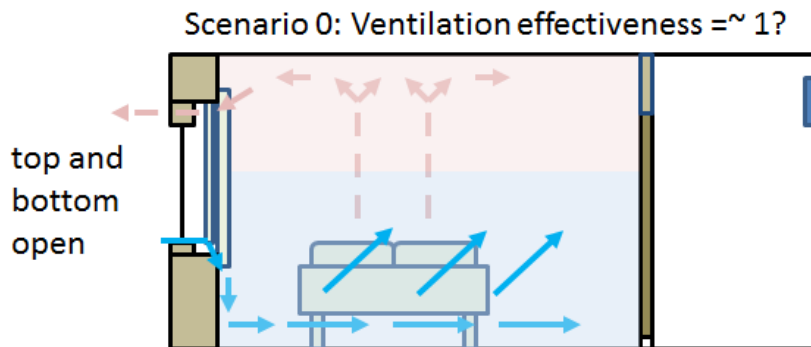 Scenario 0: Ventilation effectiveness =~ 1?
top and
bottom
open